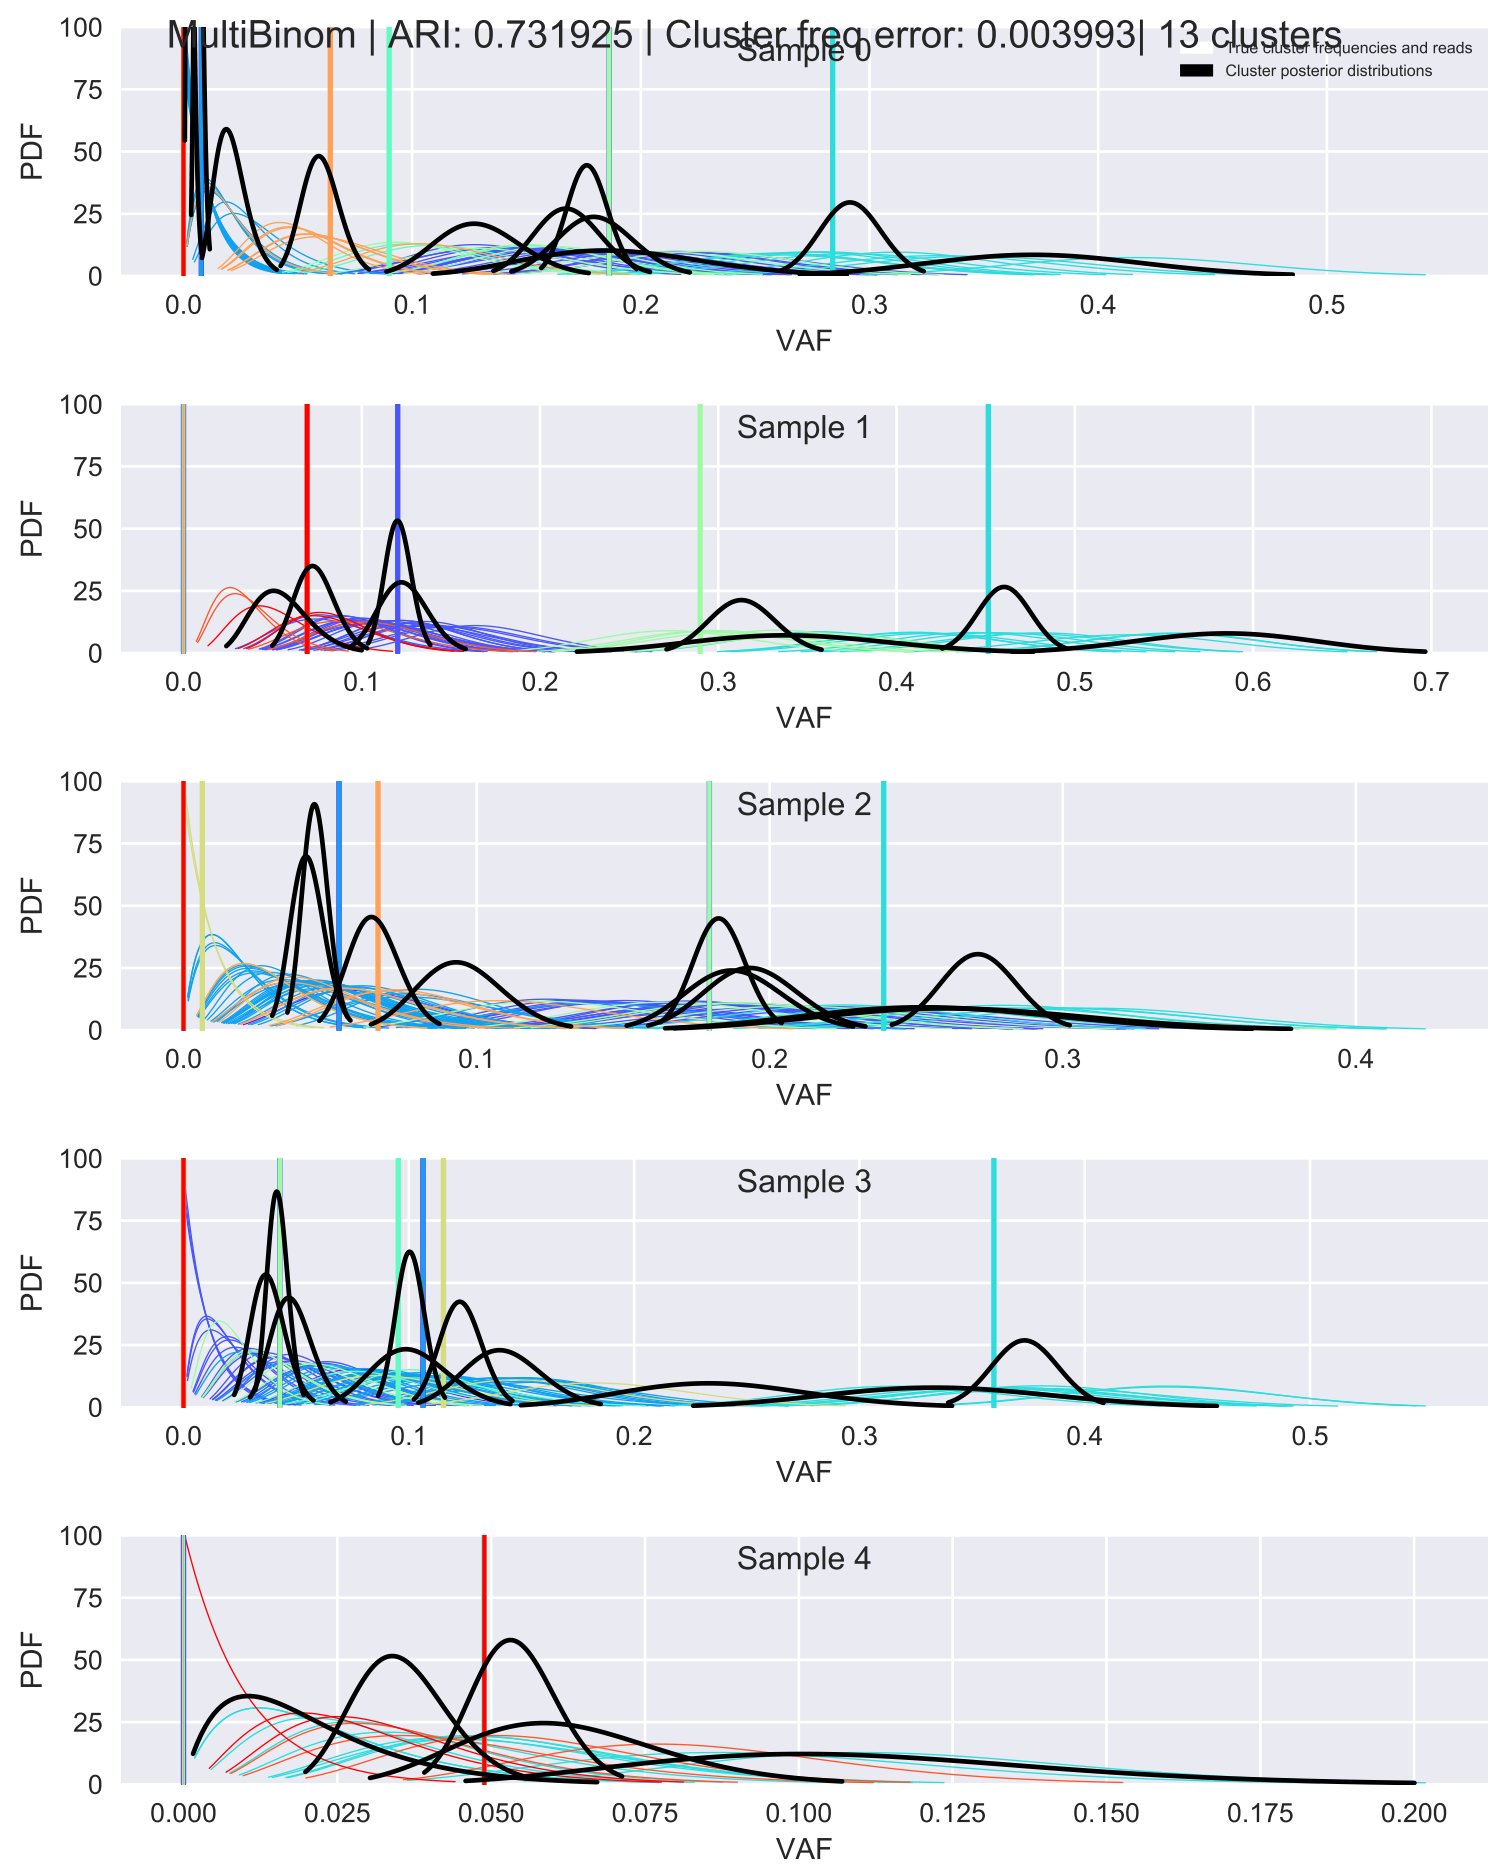 MultiBinom | ARI: 0.731925 | Cluster freq error: 0.003993| 13 clusters
Sample 0
True cluster frequencies and reads
Cluster posterior distributions
PDF
100
75
50
25
0
0.0 0.1 0.2 0.3 0.4 0.5
VAF
Sample 1
PDF
100
75
50
25
0
0.0 0.1 0.2 0.3 0.4 0.5 0.6 0.7
VAF
Sample 2
PDF
100
75
50
25
0
0.0 0.1 0.2 0.3 0.4
VAF
Sample 3
PDF
100
75
50
25
0
0.0 0.1 0.2 0.3 0.4 0.5
VAF
Sample 4
PDF
100
75
50
25
0
0.000 0.025 0.050 0.075 0.100 0.125 0.150 0.175 0.200
VAF